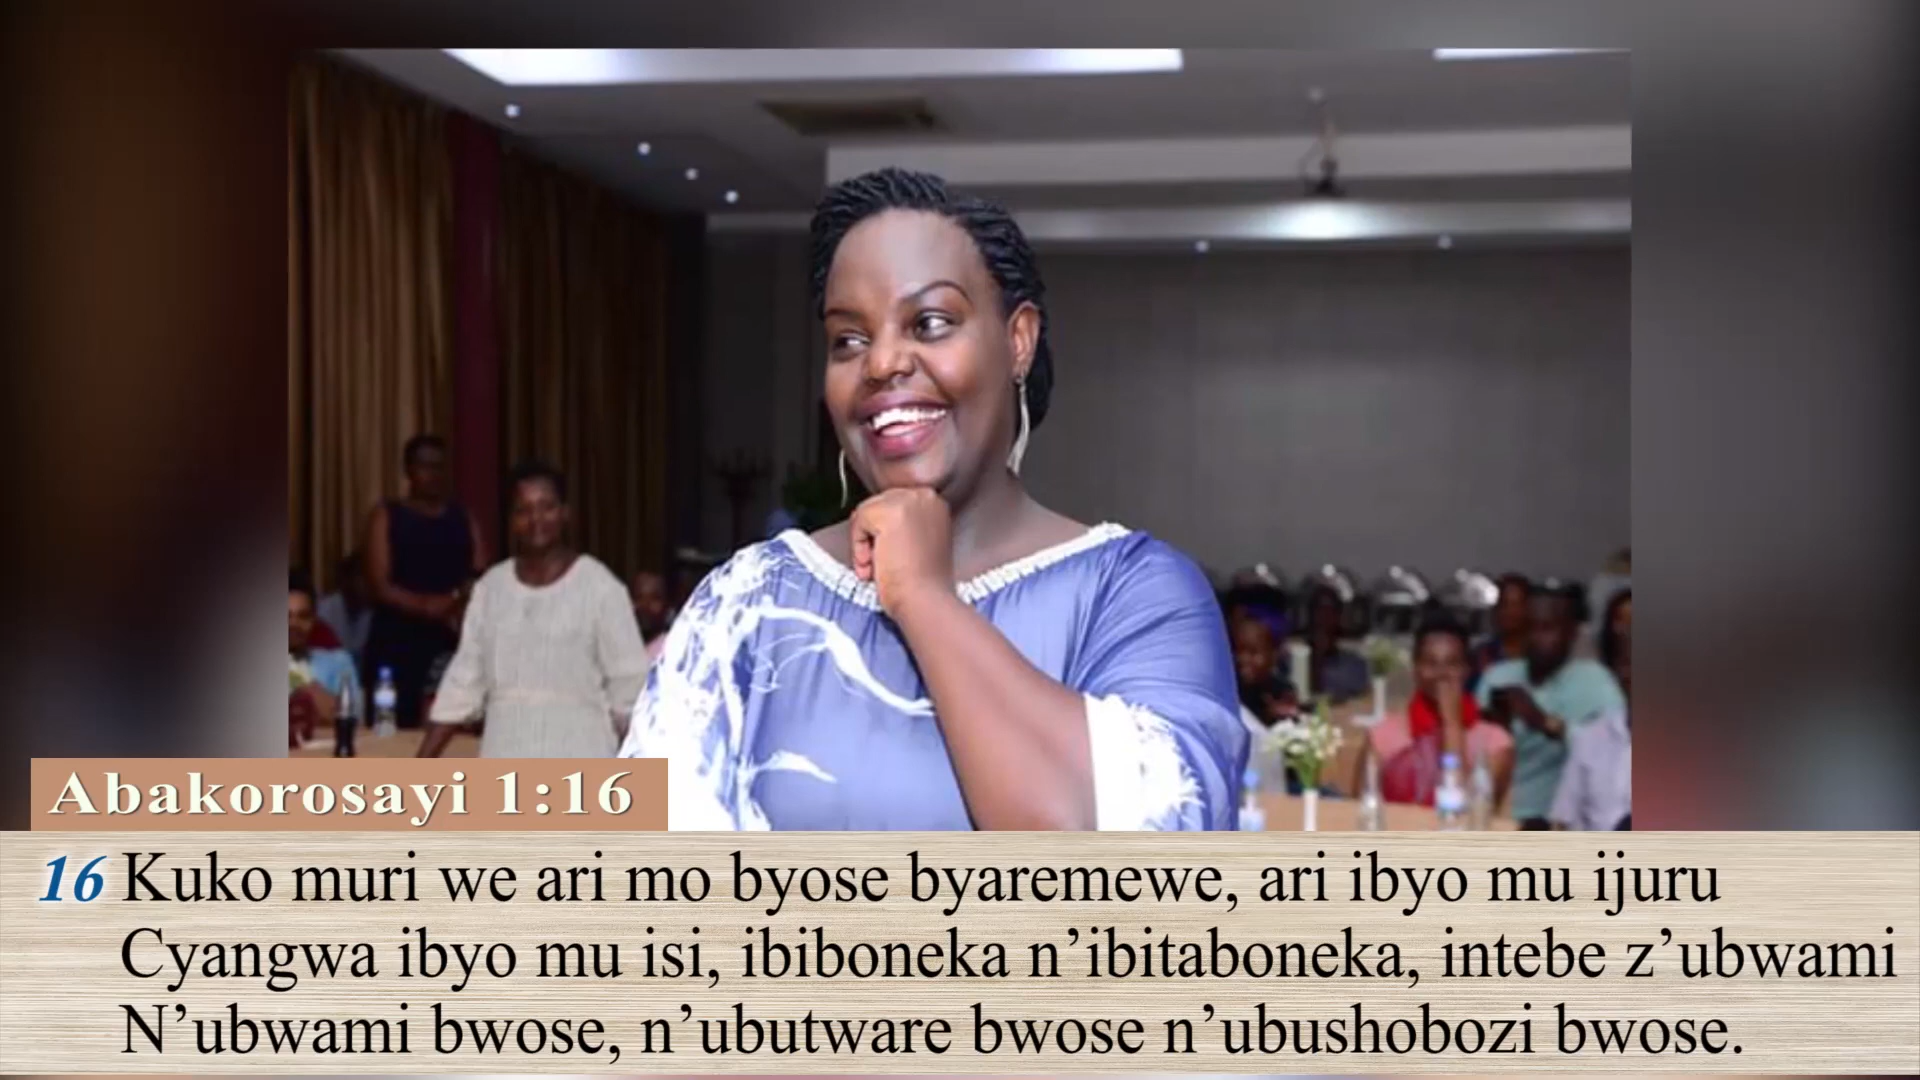 Abakorosayi 1:16
16 Kuko muri we ari mo byose byaremewe, ari ibyo mu ijuru
Cyangwa ibyo mu isi, ibiboneka n’ibitaboneka, intebe z’ubwami
N’ubwami bwose, n’ubutware bwose n’ubushobozi bwose.